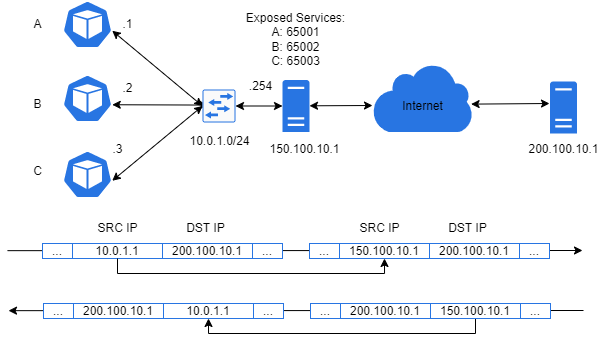 Exposed Services:
A: 65001
B: 65002
C: 65003
A
.1
B
.2
.254
Internet
10.0.1.0/24
150.100.10.1
200.100.10.1
C
.3
SRC IP DST IP SRC IP DST IP
... 10.0.1.1 200.100.10.1 ... ... 150.100.10.1 200.100.10.1 ...
... 200.100.10.1 10.0.1.1 ... ... 200.100.10.1 150.100.10.1 ...